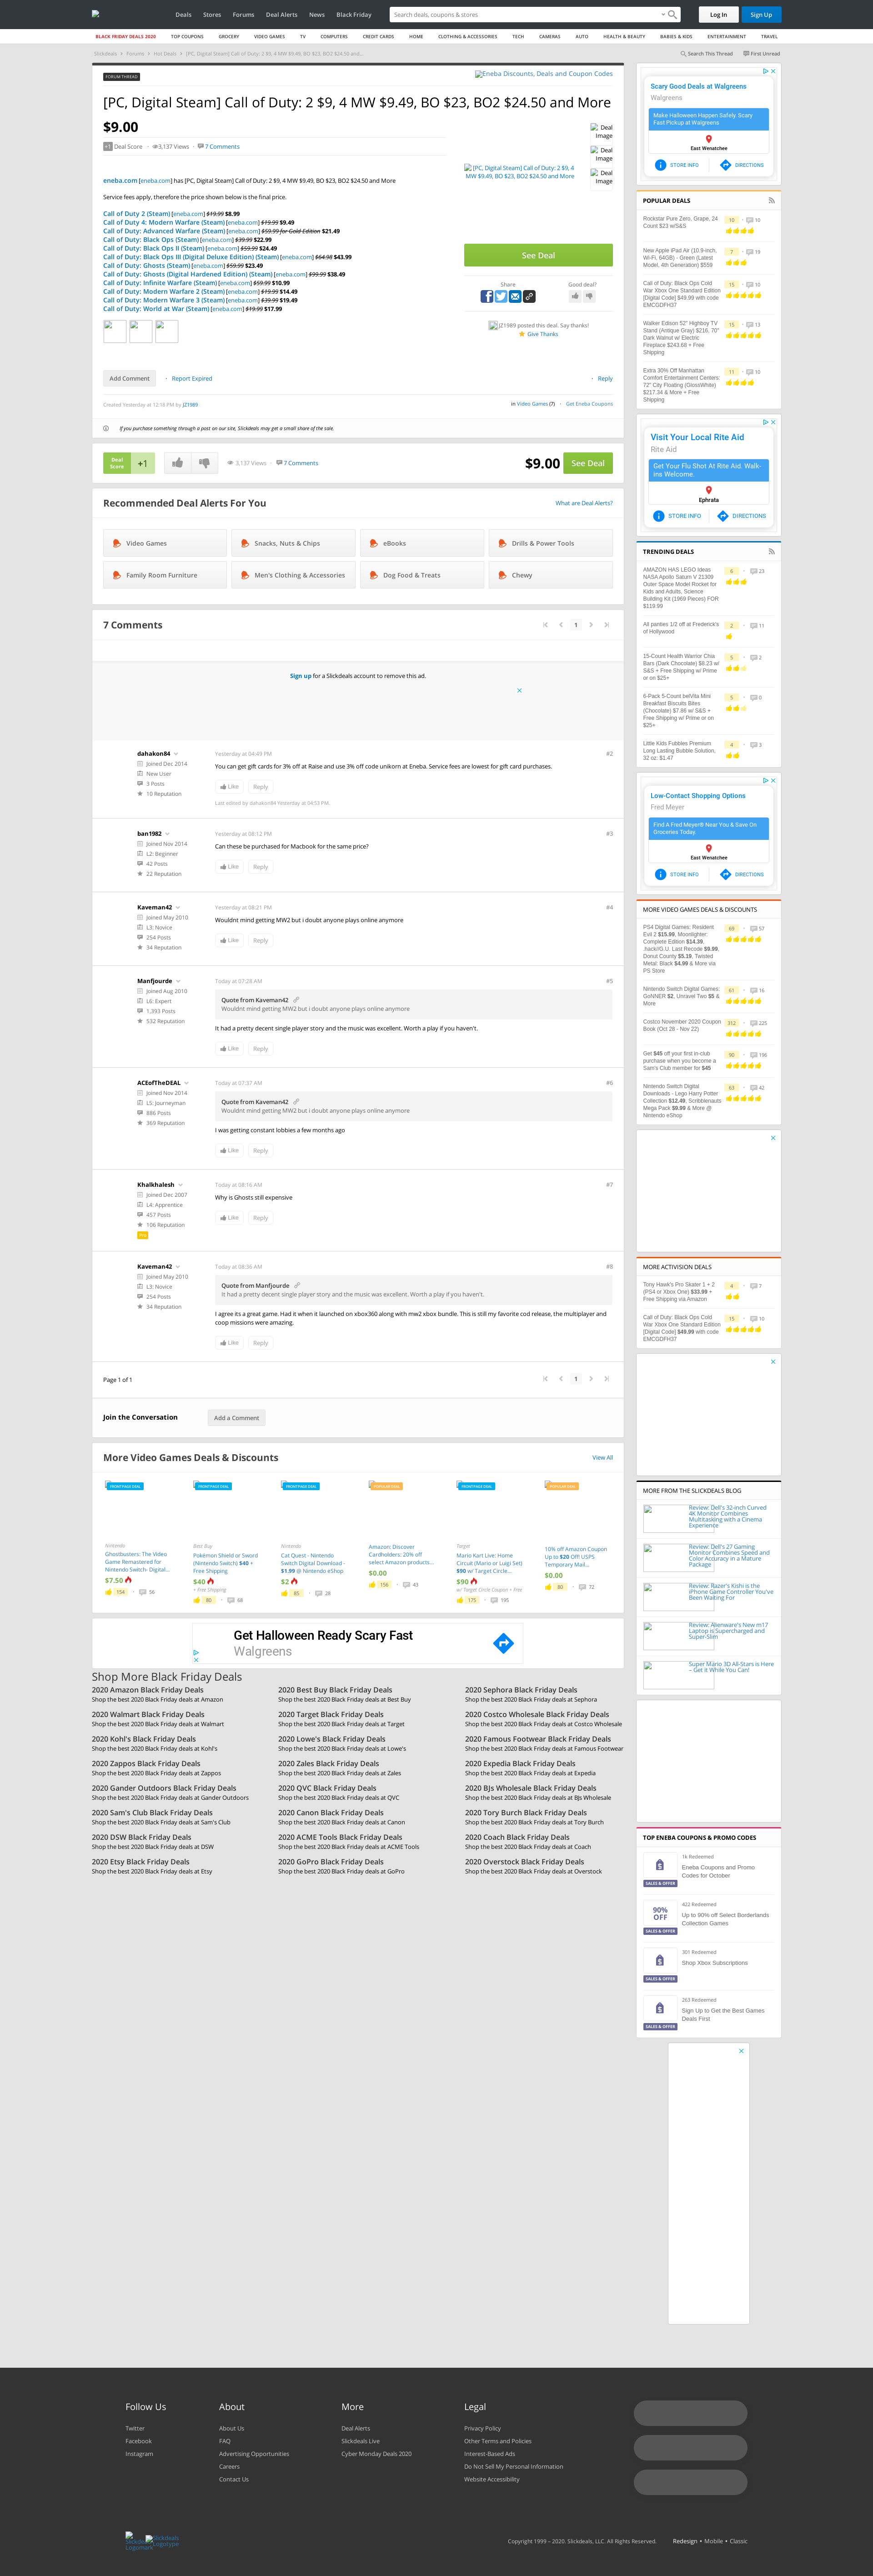 Deals Stores Forums Deal Alerts News Black Friday
Search deals, coupons & stores
Log In
Sign Up
BLACK FRIDAY DEALS 2020 TOP COUPONS GROCERY VIDEO GAMES TV COMPUTERS CREDIT CARDS HOME CLOTHING & ACCESSORIES TECH CAMERAS AUTO HEALTH & BEAUTY BABIES & KIDS ENTERTAINMENT TRAVEL
Slickdeals Forums Hot Deals [PC, Digital Steam] Call of Duty: 2 $9, 4 MW $9.49, BO $23, BO2 $24.50 and...
Search This Thread First Unread
FORUM THREAD
Eneba Discounts, Deals and Coupon Codes
[PC, Digital Steam] Call of Duty: 2 $9, 4 MW $9.49, BO $23, BO2 $24.50 and More
$9.00
+1 Deal Score · 3,137 Views · 7 Comments
eneba.com [eneba.com] has [PC, Digital Steam] Call of Duty: 2 $9, 4 MW $9.49, BO $23, BO2 $24.50 and More
Service fees apply, therefore the price shown below is the final price.
Call of Duty 2 (Steam) [eneba.com] $19.99 $8.99
Call of Duty 4: Modern Warfare (Steam) [eneba.com] $19.99 $9.49
Call of Duty: Advanced Warfare (Steam) [eneba.com] $59.99 for Gold Edition $21.49
Call of Duty: Black Ops (Steam) [eneba.com] $39.99 $22.99
Call of Duty: Black Ops II (Steam) [eneba.com] $59.99 $24.49
Call of Duty: Black Ops III (Digital Deluxe Edition) (Steam) [eneba.com] $64.98 $43.99
Call of Duty: Ghosts (Steam) [eneba.com] $59.99 $23.49
Call of Duty: Ghosts (Digital Hardened Edition) (Steam) [eneba.com] $99.99 $38.49
Call of Duty: Infinite Warfare (Steam) [eneba.com] $59.99 $10.99
Call of Duty: Modern Warfare 2 (Steam) [eneba.com] $19.99 $14.49
Call of Duty: Modern Warfare 3 (Steam) [eneba.com] $39.99 $19.49
Call of Duty: World at War (Steam) [eneba.com] $19.99 $17.99
[PC, Digital Steam] Call of Duty: 2 $9, 4
MW $9.49, BO $23, BO2 $24.50 and More
Deal
Image
Deal
Image
Deal
Image
See Deal
Share
Good deal?
JZ1989 posted this deal. Say thanks!
Give Thanks
Add Comment · Report Expired
· Reply
Created Yesterday at 12:16 PM by JZ1989
in Video Games (7) · Get Eneba Coupons
If you purchase something through a post on our site, Slickdeals may get a small share of the sale.
Deal
Score
+1
3,137 Views · 7 Comments
$9.00 See Deal
Recommended Deal Alerts For You
What are Deal Alerts?
Video Games
Snacks, Nuts & Chips
eBooks
Drills & Power Tools
Family Room Furniture
Men's Clothing & Accessories
Dog Food & Treats
Chewy
7 Comments
1
Sign up for a Slickdeals account to remove this ad.
dahakon84
Joined Dec 2014
New User
3 Posts
10 Reputation
Yesterday at 04:49 PM
#2
You can get gift cards for 3% off at Raise and use 3% off code unikorn at Eneba. Service fees are lowest for gift card purchases.
Like Reply
Last edited by dahakon84 Yesterday at 04:53 PM.
ban1982
Joined Nov 2014
L2: Beginner
42 Posts
22 Reputation
Yesterday at 08:12 PM
#3
Can these be purchased for Macbook for the same price?
Like Reply
Kaveman42
Joined May 2010
L3: Novice
254 Posts
34 Reputation
Yesterday at 08:21 PM
#4
Wouldnt mind getting MW2 but i doubt anyone plays online anymore
Like Reply
Manfjourde
Joined Aug 2010
L6: Expert
1,393 Posts
532 Reputation
Today at 07:28 AM
#5
Quote from Kaveman42
Wouldnt mind getting MW2 but i doubt anyone plays online anymore
It had a pretty decent single player story and the music was excellent. Worth a play if you haven't.
Like Reply
ACEofTheDEAL
Joined Nov 2014
L5: Journeyman
886 Posts
369 Reputation
Today at 07:37 AM
#6
Quote from Kaveman42
Wouldnt mind getting MW2 but i doubt anyone plays online anymore
I was getting constant lobbies a few months ago
Like Reply
Khalkhalesh
Joined Dec 2007
L4: Apprentice
457 Posts
106 Reputation
Pro
Today at 08:16 AM
#7
Why is Ghosts still expensive
Like Reply
Kaveman42
Joined May 2010
L3: Novice
254 Posts
34 Reputation
Today at 08:36 AM
#8
Quote from Manfjourde
It had a pretty decent single player story and the music was excellent. Worth a play if you haven't.
I agree its a great game. Had it when it launched on xbox360 along with mw2 xbox bundle. This is still my favorite cod release, the multiplayer and
coop missions were amazing.
Like Reply
Page 1 of 1
1
Join the Conversation
Add a Comment
More Video Games Deals & Discounts
View All
FRONTPAGE DEAL
Nintendo
Ghostbusters: The Video
Game Remastered for
Nintendo Switch- Digital...
$7.50
154 · 56
FRONTPAGE DEAL
Best Buy
Pokémon Shield or Sword
(Nintendo Switch) $40 +
Free Shipping
$40
+ Free Shipping
80 · 68
FRONTPAGE DEAL
Nintendo
Cat Quest - Nintendo
Switch Digital Download -
$1.99 @ Nintendo eShop
$2
85 · 28
POPULAR DEAL
Amazon: Discover
Cardholders: 20% off
select Amazon products,...
$0.00
156 · 43
FRONTPAGE DEAL
Target
Mario Kart Live: Home
Circuit (Mario or Luigi Set)
$90 w/ Target Circle...
$90
w/ Target Circle Coupon + Free
175 · 195
POPULAR DEAL
10% off Amazon Coupon
Up to $20 Off! USPS
Temporary Mail...
$0.00
80 · 72
Get Halloween Ready Scary Fast
Walgreens
Shop More Black Friday Deals
2020 Amazon Black Friday Deals
Shop the best 2020 Black Friday deals at Amazon
2020 Best Buy Black Friday Deals
Shop the best 2020 Black Friday deals at Best Buy
2020 Sephora Black Friday Deals
Shop the best 2020 Black Friday deals at Sephora
2020 Walmart Black Friday Deals
Shop the best 2020 Black Friday deals at Walmart
2020 Target Black Friday Deals
Shop the best 2020 Black Friday deals at Target
2020 Costco Wholesale Black Friday Deals
Shop the best 2020 Black Friday deals at Costco Wholesale
2020 Kohl's Black Friday Deals
Shop the best 2020 Black Friday deals at Kohl's
2020 Lowe's Black Friday Deals
Shop the best 2020 Black Friday deals at Lowe's
2020 Famous Footwear Black Friday Deals
Shop the best 2020 Black Friday deals at Famous Footwear
2020 Zappos Black Friday Deals
Shop the best 2020 Black Friday deals at Zappos
2020 Zales Black Friday Deals
Shop the best 2020 Black Friday deals at Zales
2020 Expedia Black Friday Deals
Shop the best 2020 Black Friday deals at Expedia
2020 Gander Outdoors Black Friday Deals
Shop the best 2020 Black Friday deals at Gander Outdoors
2020 QVC Black Friday Deals
Shop the best 2020 Black Friday deals at QVC
2020 BJs Wholesale Black Friday Deals
Shop the best 2020 Black Friday deals at BJs Wholesale
2020 Sam's Club Black Friday Deals
Shop the best 2020 Black Friday deals at Sam's Club
2020 Canon Black Friday Deals
Shop the best 2020 Black Friday deals at Canon
2020 Tory Burch Black Friday Deals
Shop the best 2020 Black Friday deals at Tory Burch
2020 DSW Black Friday Deals
Shop the best 2020 Black Friday deals at DSW
2020 ACME Tools Black Friday Deals
Shop the best 2020 Black Friday deals at ACME Tools
2020 Coach Black Friday Deals
Shop the best 2020 Black Friday deals at Coach
2020 Etsy Black Friday Deals
Shop the best 2020 Black Friday deals at Etsy
2020 GoPro Black Friday Deals
Shop the best 2020 Black Friday deals at GoPro
2020 Overstock Black Friday Deals
Shop the best 2020 Black Friday deals at Overstock
Scary Good Deals at Walgreens
Walgreens
Make Halloween Happen Safely. Scary
Fast Pickup at Walgreens
East Wenatchee
STORE INFO DIRECTIONS
POPULAR DEALS
Rockstar Pure Zero, Grape, 24
Count $23 w/S&S
10 · 10
New Apple iPad Air (10.9-inch,
Wi-Fi, 64GB) - Green (Latest
Model, 4th Generation) $559
7 · 19
Call of Duty: Black Ops Cold
War Xbox One Standard Edition
[Digital Code] $49.99 with code
EMCGDFH37
15 · 10
Walker Edison 52" Highboy TV
Stand (Antique Gray) $216, 70"
Dark Walnut w/ Electric
Fireplace $243.68 + Free
Shipping
15 · 13
Extra 30% Off Manhattan
Comfort Entertainment Centers:
72" City Floating (GlossWhite)
$217.34 & More + Free
Shipping
11 · 10
Visit Your Local Rite Aid
Rite Aid
Get Your Flu Shot At Rite Aid. Walk-
ins Welcome.
Ephrata
STORE INFO DIRECTIONS
TRENDING DEALS
AMAZON HAS LEGO Ideas
NASA Apollo Saturn V 21309
Outer Space Model Rocket for
Kids and Adults, Science
Building Kit (1969 Pieces) FOR
$119.99
6 · 23
All panties 1/2 off at Frederick's
of Hollywood
2 · 11
15-Count Health Warrior Chia
Bars (Dark Chocolate) $8.23 w/
S&S + Free Shipping w/ Prime
or on $25+
5 · 2
6-Pack 5-Count belVita Mini
Breakfast Biscuits Bites
(Chocolate) $7.86 w/ S&S +
Free Shipping w/ Prime or on
$25+
5 · 0
Little Kids Fubbles Premium
Long Lasting Bubble Solution,
32 oz: $1.47
4 · 3
Low-Contact Shopping Options
Fred Meyer
Find A Fred Meyer® Near You & Save On
Groceries Today.
East Wenatchee
STORE INFO DIRECTIONS
MORE VIDEO GAMES DEALS & DISCOUNTS
PS4 Digital Games: Resident
Evil 2 $15.99, Moonlighter:
Complete Edition $14.39,
.hack//G.U. Last Recode $9.99,
Donut County $5.19, Twisted
Metal: Black $4.99 & More via
PS Store
69 · 57
Nintendo Switch Digital Games:
GoNNER $2, Unravel Two $5 &
More
61 · 16
Costco November 2020 Coupon
Book (Oct 28 - Nov 22)
312 · 225
Get $45 off your first in-club
purchase when you become a
Sam's Club member for $45
90 · 196
Nintendo Switch Digital
Downloads - Lego Harry Potter
Collection $12.49, Scribblenauts
Mega Pack $9.99 & More @
Nintendo eShop
63 · 42
MORE ACTIVISION DEALS
Tony Hawk's Pro Skater 1 + 2
(PS4 or Xbox One) $33.99 +
Free Shipping via Amazon
4 · 7
Call of Duty: Black Ops Cold
War Xbox One Standard Edition
[Digital Code] $49.99 with code
EMCGDFH37
15 · 10
MORE FROM THE SLICKDEALS BLOG
Review: Dell's 32-inch Curved
4K Monitor Combines
Multitasking with a Cinema
Experience
Review: Dell's 27 Gaming
Monitor Combines Speed and
Color Accuracy in a Mature
Package
Review: Razer's Kishi is the
iPhone Game Controller You've
Been Waiting For
Review: Alienware's New m17
Laptop is Supercharged and
Super-Slim
Super Mario 3D All-Stars is Here
– Get it While You Can!
TOP ENEBA COUPONS & PROMO CODES
SALES & OFFER
1k Redeemed
Eneba Coupons and Promo
Codes for October
90%
OFF
SALES & OFFER
422 Redeemed
Up to 90% off Select Borderlands
Collection Games
SALES & OFFER
301 Redeemed
Shop Xbox Subscriptions
SALES & OFFER
263 Redeemed
Sign Up to Get the Best Games
Deals First
Follow Us
Twitter
Facebook
Instagram
About
About Us
FAQ
Advertising Opportunities
Careers
Contact Us
More
Deal Alerts
Slickdeals Live
Cyber Monday Deals 2020
Legal
Privacy Policy
Other Terms and Policies
Interest-Based Ads
Do Not Sell My Personal Information
Website Accessibility
Slickdeals
Logotype
Copyright 1999 – 2020. Slickdeals, LLC. All Rights Reserved.
Redesign • Mobile • Classic